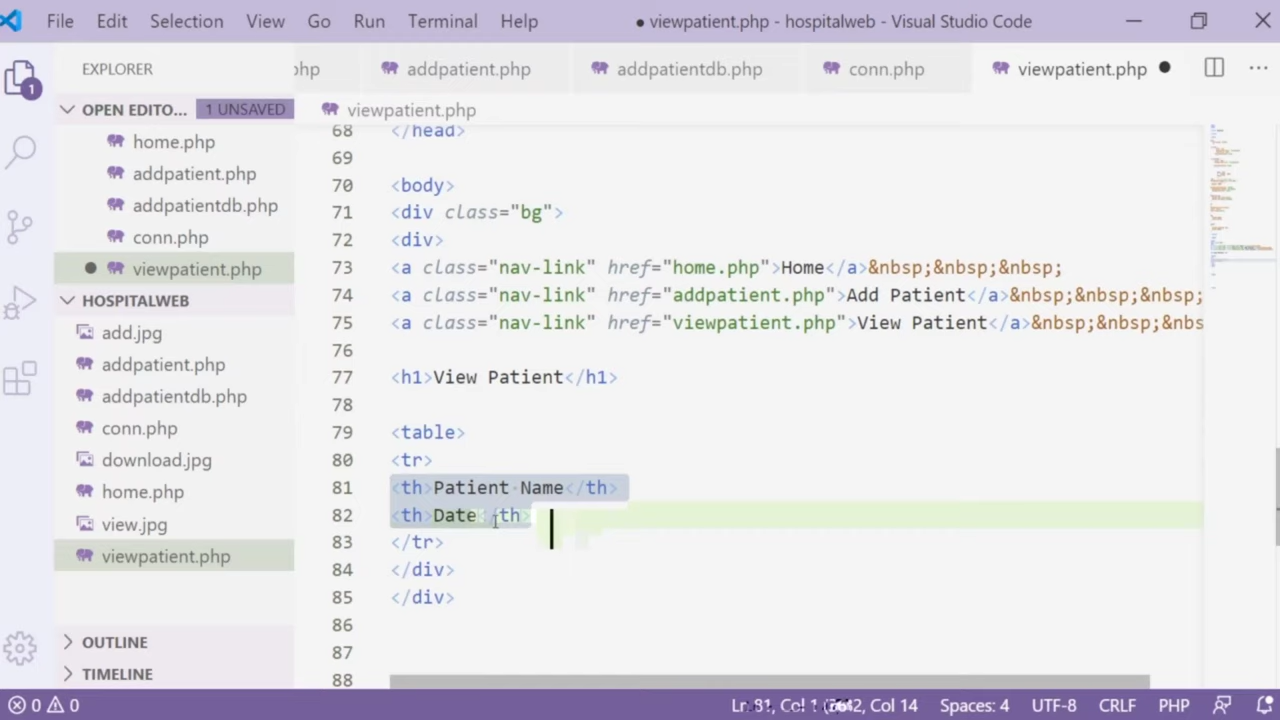 File Edit Selection View Go Run Terminal Help
● viewpatient.php - hospitalweb - Visual Studio Code
EXPLORER
php addpatient.php addpatientdb.php conn.php viewpatient.php
OPEN EDITO... 1 UNSAVED
viewpatient.php
home.php
addpatient.php
addpatientdb.php
conn.php
viewpatient.php
HOSPITALWEB
add.jpg
addpatient.php
addpatientdb.php
conn.php
download.jpg
home.php
view.jpg
viewpatient.php
OUTLINE
TIMELINE
68 </head>
69
70 <body>
71 <div class="bg">
72 <div>
73 <a class="nav-link" href="home.php">Home</a>&nbsp;&nbsp;&nbsp;
74 <a class="nav-link" href="addpatient.php">Add Patient</a>&nbsp;&nbsp;&nbsp;
75 <a class="nav-link" href="viewpatient.php">View Patient</a>&nbsp;&nbsp;&nbs
76
77 <h1>View Patient</h1>
78
79 <table>
80 <tr>
81 <th>Patient Name</th>
82 <th>Date</th>
83 </tr>
84 </div>
85 </div>
86
87
88
0 0 Spaces: 4 UTF-8 CRLF PHP